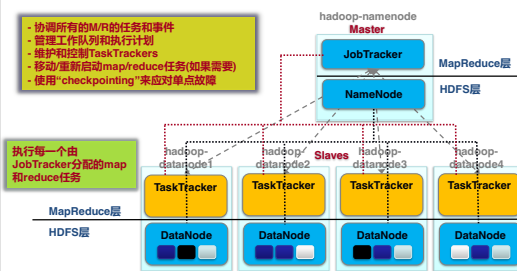 hadoop-namenode
Master
- 协调所有的M/R的任务和事件
- 管理工作队列和执行计划
- 维护和控制TaskTrackers
- 移动/重新启动map/reduce任务(如果需要)
- 使用“checkpointing”来应对单点故障
JobTracker
MapReduce层
HDFS层
NameNode
执行每一个由
JobTracker分配的map
和reduce任务
Slaves
hadoop-
datanode1
hadoop-
datanode2
hadoop-
datanode3
hadoop-
datanode4
TaskTracker
TaskTracker
TaskTracker
TaskTracker
MapReduce层
HDFS层
DataNode
DataNode
DataNode
DataNode